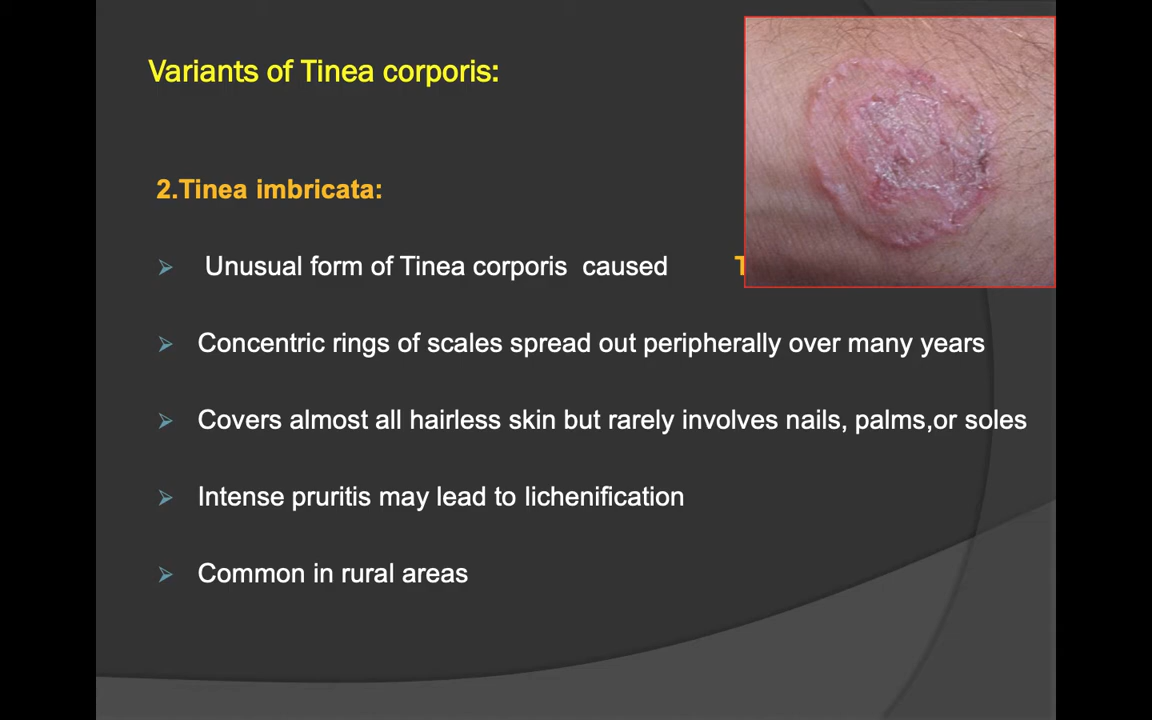 Variants of Tinea corporis:
2.Tinea imbricata:
Unusual form of Tinea corporis caused
Concentric rings of scales spread out peripherally over many years
Covers almost all hairless skin but rarely involves nails, palms,or soles
Intense pruritis may lead to lichenification
Common in rural areas